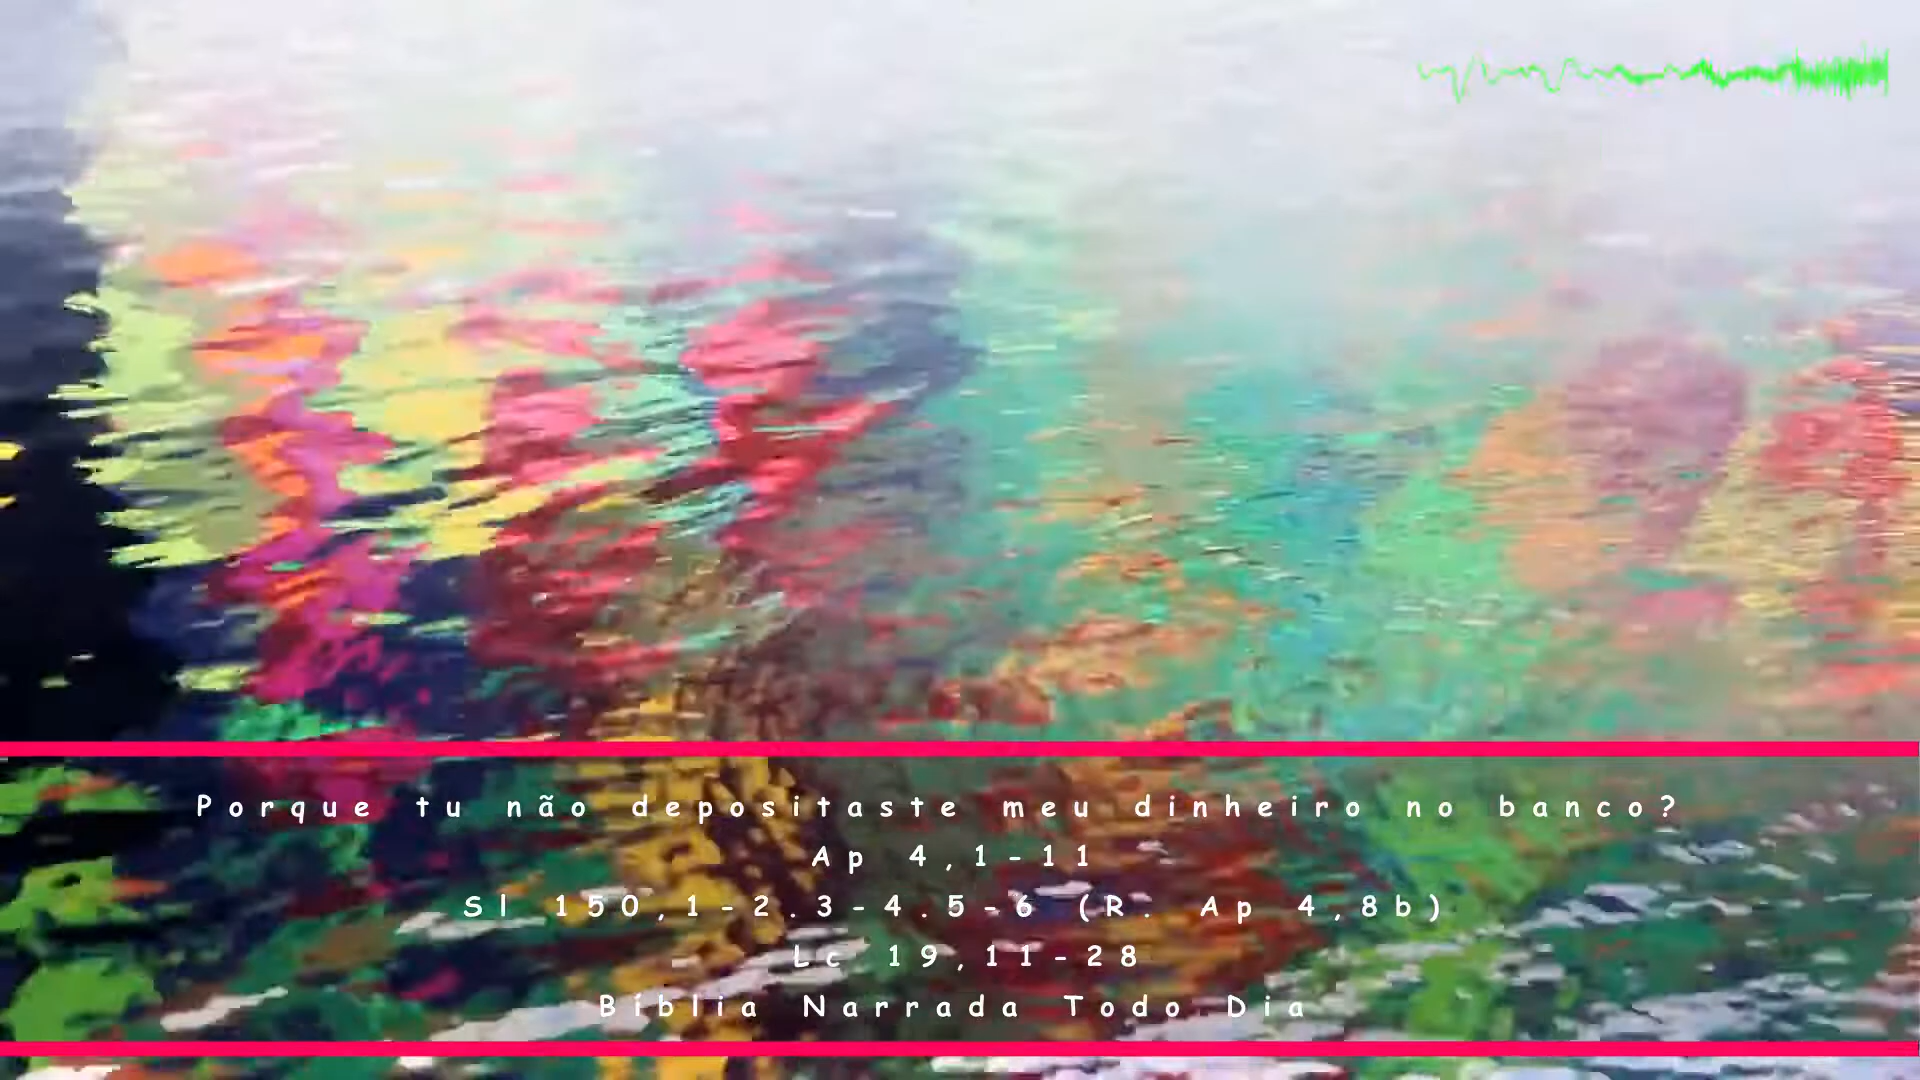 Porque tu não depositaste meu dinheiro no banco?
Ap 4,1-11
Sl 150,1-2.3-4.5-6 (R. Ap 4,8b)
Lc 19,11-28
Bíblia Narrada Todo Dia